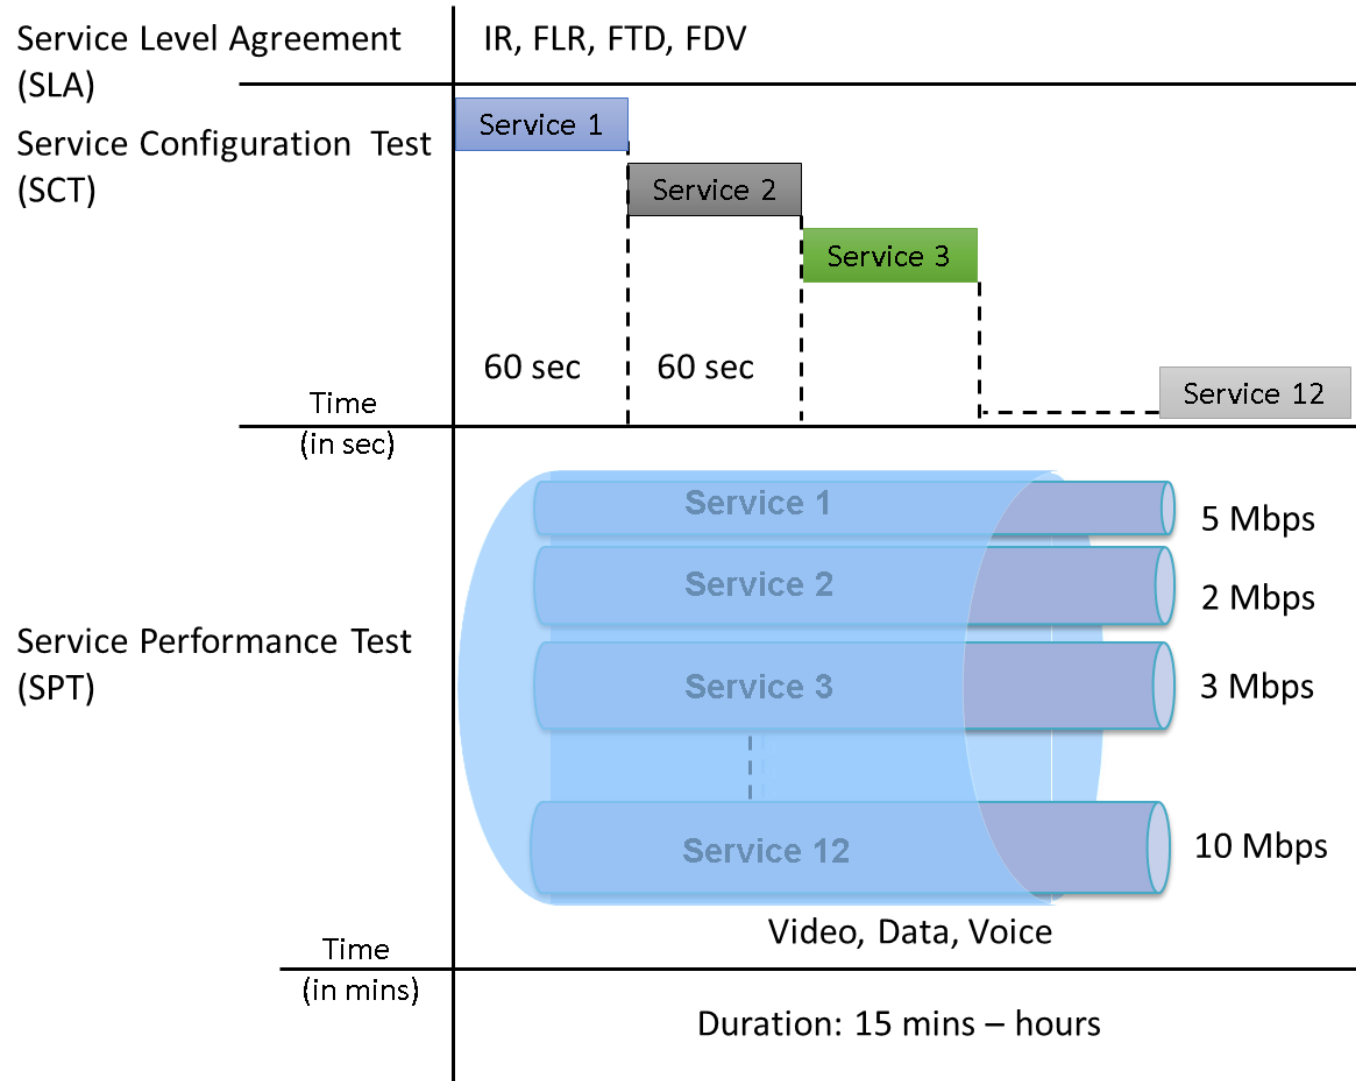 Service Level Agreement
(SLA)
IR, FLR, FTD, FDV
Service Configuration Test
(SCT)
Service 1
Service 2
Service 3
60 sec
60 sec
Service 12
Time
(in sec)
Service 1
5 Mbps
Service 2
2 Mbps
Service Performance Test
(SPT)
Service 3
3 Mbps
Service 12
10 Mbps
Video, Data, Voice
Time
(in mins)
Duration: 15 mins – hours